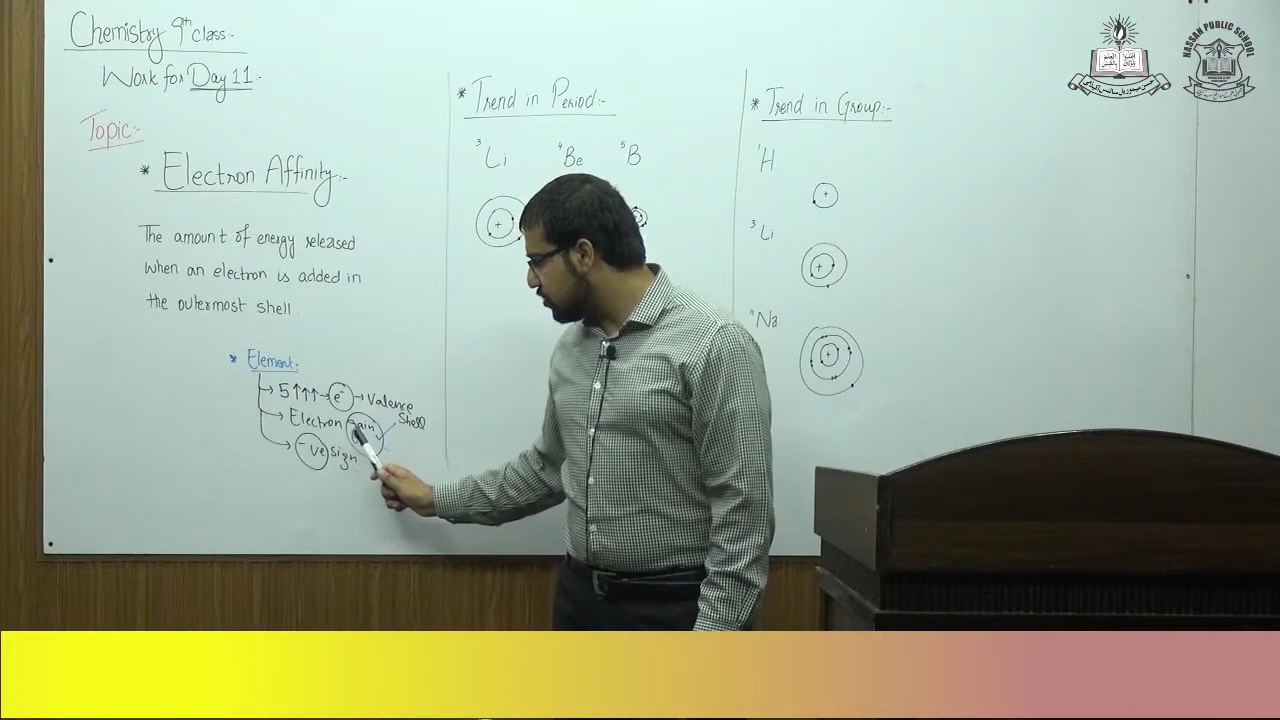 Chemistry 9th class:-
Work for Day 11:-
Topic:-
* Electron Affinity:-
The amount of energy released
when an electron is added in
the outermost shell.
* Element:-
→ 5↑↑↑ → e⁻ → Valence
Shell
→ Electron gain
→ -ve sign
* Trend in Period:-
³Li ⁴Be ⁵B
+
* Trend in Group:-
¹H
+
³Li
+
¹¹Na
+
HASSAN PUBLIC SCHOOL